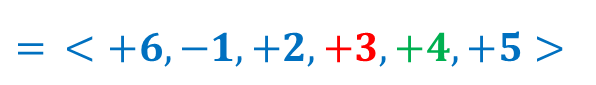 = < +6, −1, +2, +3, +4, +5 >